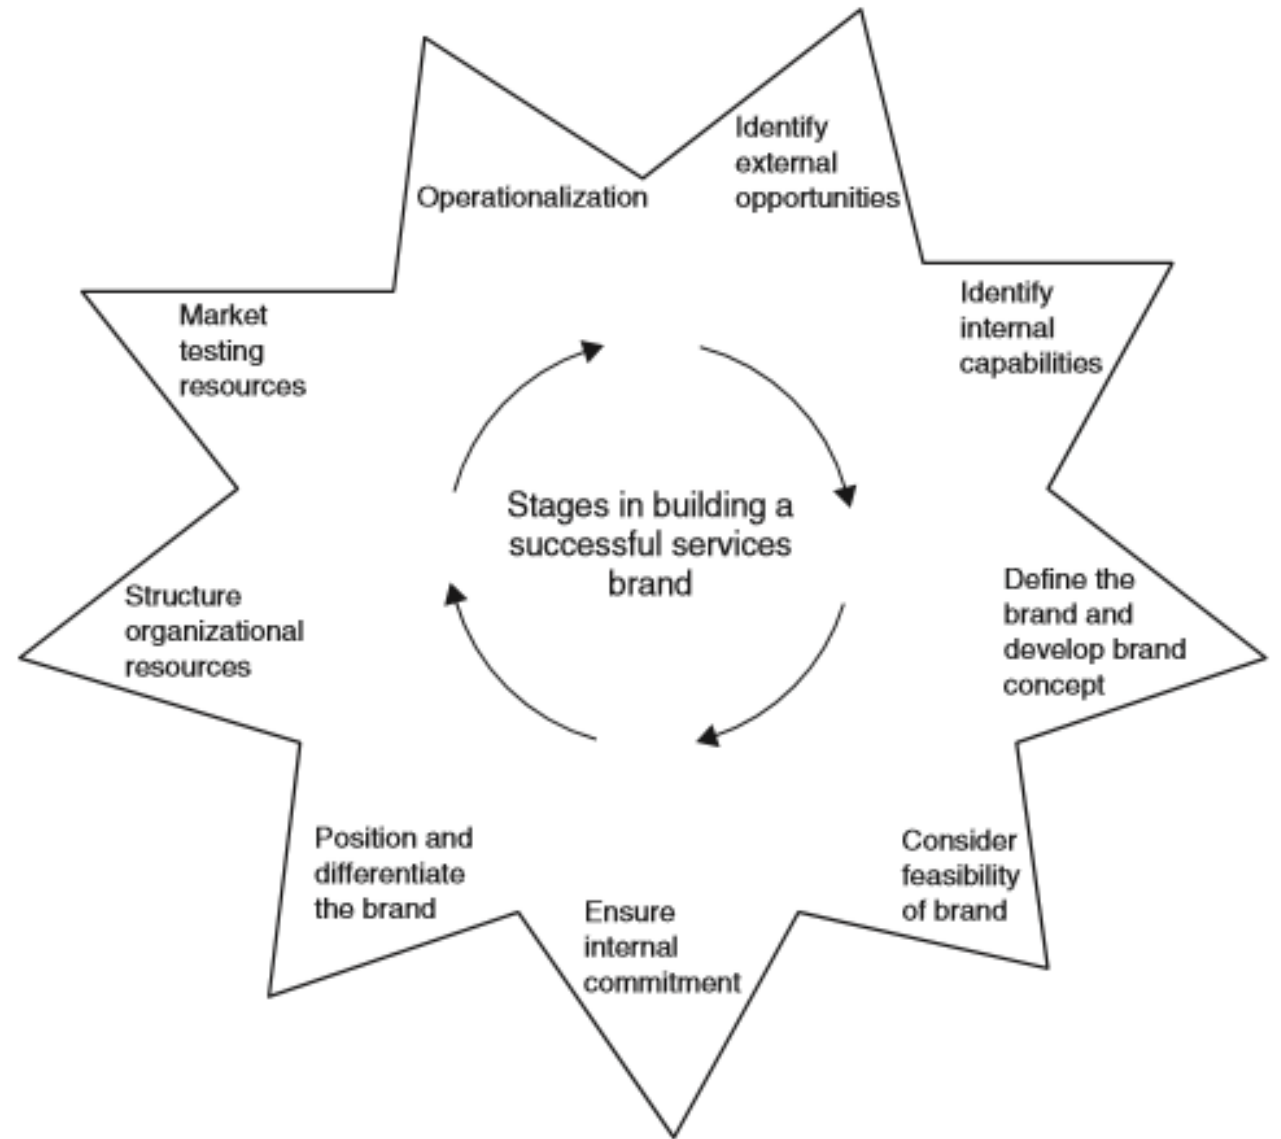 Identify
external
opportunities
Identify
internal
capabilities
Define the
brand and
develop brand
concept
Consider
feasibility
of brand
Ensure
internal
commitment
Position and
differentiate
the brand
Structure
organizational
resources
Market
testing
resources
Operationalization
Stages in building a
successful services
brand